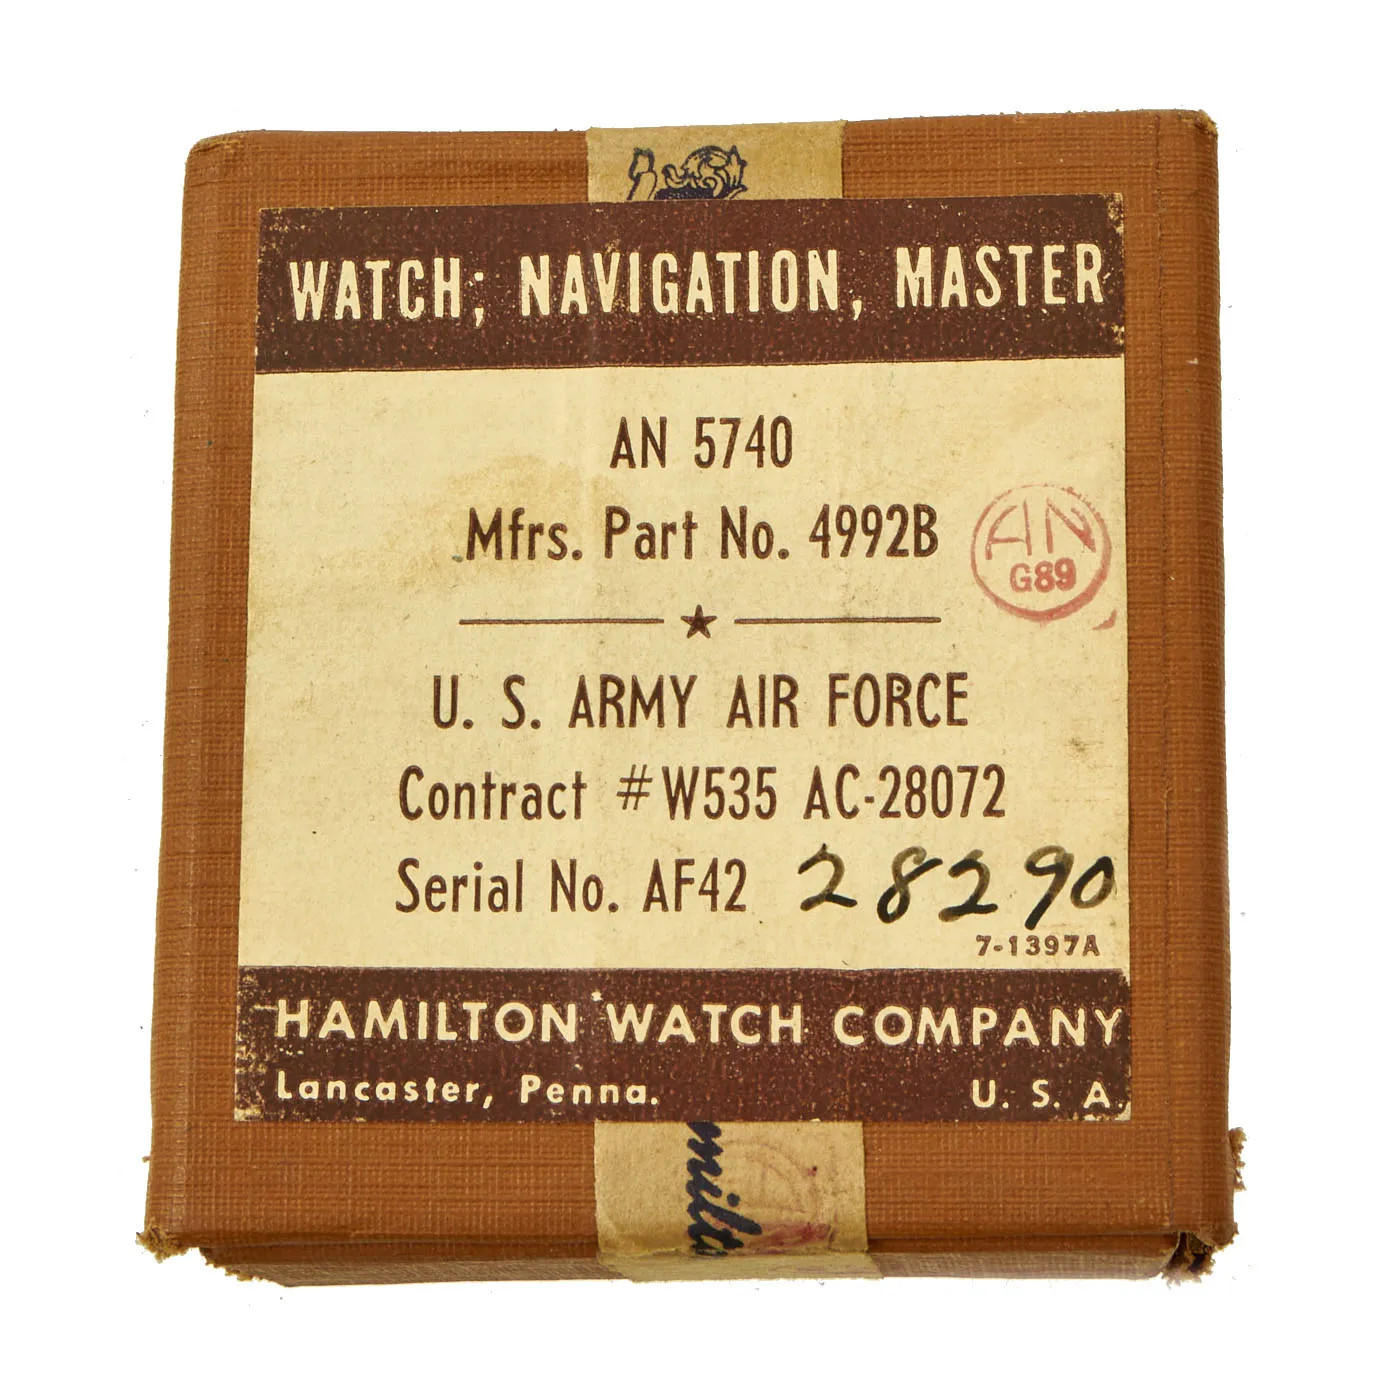 WATCH; NAVIGATION, MASTER
AN 5740
Mfrs. Part No. 4992B
AN
G89
U. S. ARMY AIR FORCE
Contract #W535 AC-28072
Serial No. AF42 28290
7-1397A
HAMILTON WATCH COMPANY
Lancaster, Penna. U. S. A.
milt